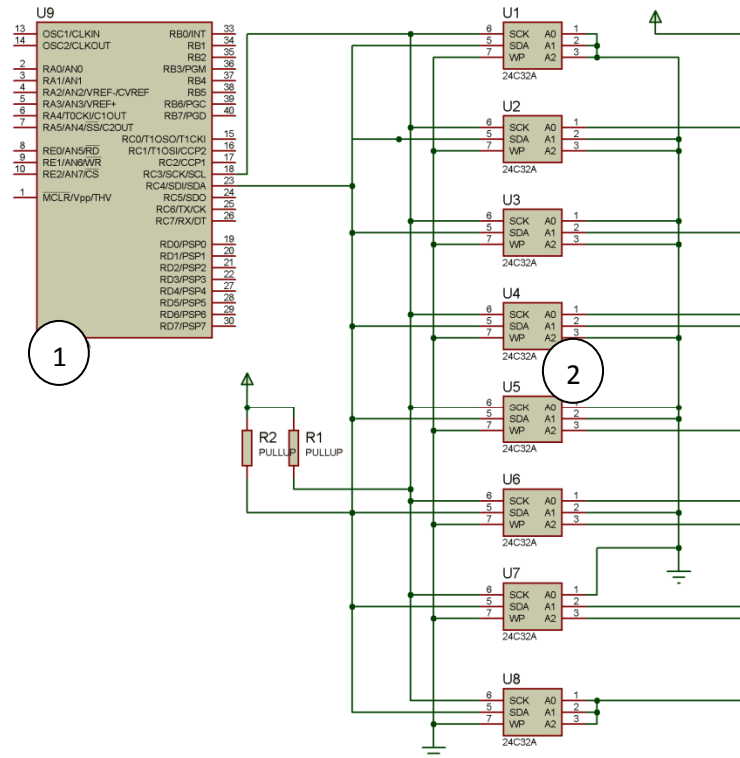 U9
13 OSC1/CLKIN
14 OSC2/CLKOUT
2 RA0/AN0
3 RA1/AN1
4 RA2/AN2/VREF-/CVREF
5 RA3/AN3/VREF+
6 RA4/T0CKI/C1OUT
7 RA5/AN4/SS/C2OUT
8 RE0/AN5/RD
9 RE1/AN6/WR
10 RE2/AN7/CS
1 MCLR/Vpp/THV
RB0/INT 33
RB1 34
RB2 35
RB3/PGM 36
RB4 37
RB5 38
RB6/PGC 39
RB7/PGD 40
RC0/T1OSO/T1CKI 15
RC1/T1OSI/CCP2 16
RC2/CCP1 17
RC3/SCK/SCL 18
RC4/SDI/SDA 23
RC5/SDO 24
RC6/TX/CK 25
RC7/RX/DT 26
RD0/PSP0 19
RD1/PSP1 20
RD2/PSP2 21
RD3/PSP3 22
RD4/PSP4 27
RD5/PSP5 28
RD6/PSP6 29
RD7/PSP7 30
1
R2
PULLUP
R1
PULLUP
U1
6 SCK A0 1
5 SDA A1 2
7 WP A2 3
24C32A
U2
6 SCK A0 1
5 SDA A1 2
7 WP A2 3
24C32A
U3
6 SCK A0 1
5 SDA A1 2
7 WP A2 3
24C32A
U4
6 SCK A0 1
5 SDA A1 2
7 WP A2 3
24C32A
2
U5
6 SCK A0 1
5 SDA A1 2
7 WP A2 3
24C32A
U6
6 SCK A0 1
5 SDA A1 2
7 WP A2 3
24C32A
U7
6 SCK A0 1
5 SDA A1 2
7 WP A2 3
24C32A
U8
6 SCK A0 1
5 SDA A1 2
7 WP A2 3
24C32A